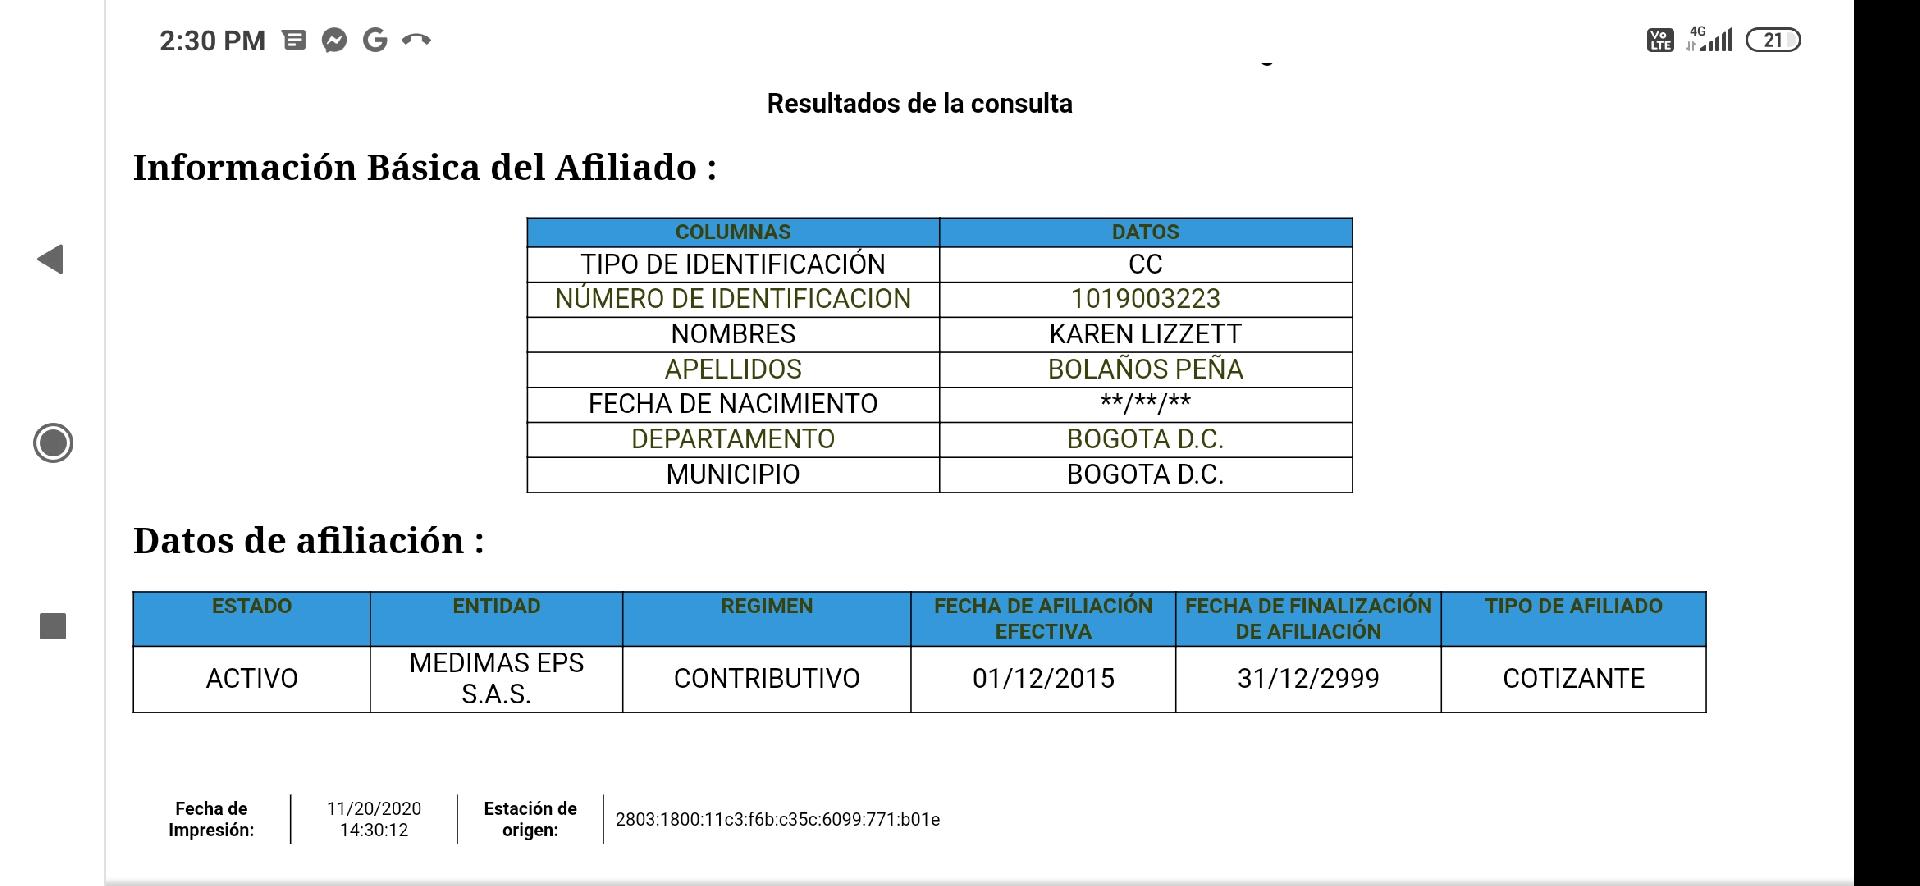 2:30 PM
Vo LTE 4G 21
Resultados de la consulta
Información Básica del Afiliado :
COLUMNAS DATOS
TIPO DE IDENTIFICACIÓN CC
NÚMERO DE IDENTIFICACION 1019003223
NOMBRES KAREN LIZZETT
APELLIDOS BOLAÑOS PEÑA
FECHA DE NACIMIENTO **/**/**
DEPARTAMENTO BOGOTA D.C.
MUNICIPIO BOGOTA D.C.
Datos de afiliación :
ESTADO ENTIDAD REGIMEN FECHA DE AFILIACIÓN EFECTIVA FECHA DE FINALIZACIÓN DE AFILIACIÓN TIPO DE AFILIADO
ACTIVO MEDIMAS EPS S.A.S. CONTRIBUTIVO 01/12/2015 31/12/2999 COTIZANTE
Fecha de Impresión: 11/20/2020 14:30:12 Estación de origen: 2803:1800:11c3:f6b:c35c:6099:771:b01e